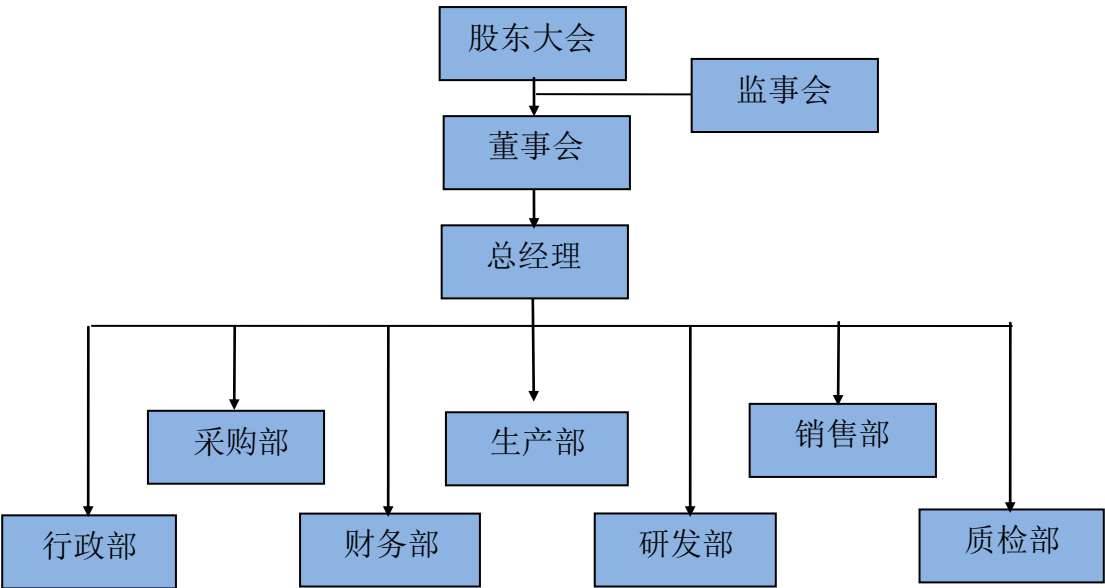 股东大会
监事会
董事会
总经理
采购部
生产部
销售部
行政部
财务部
研发部
质检部